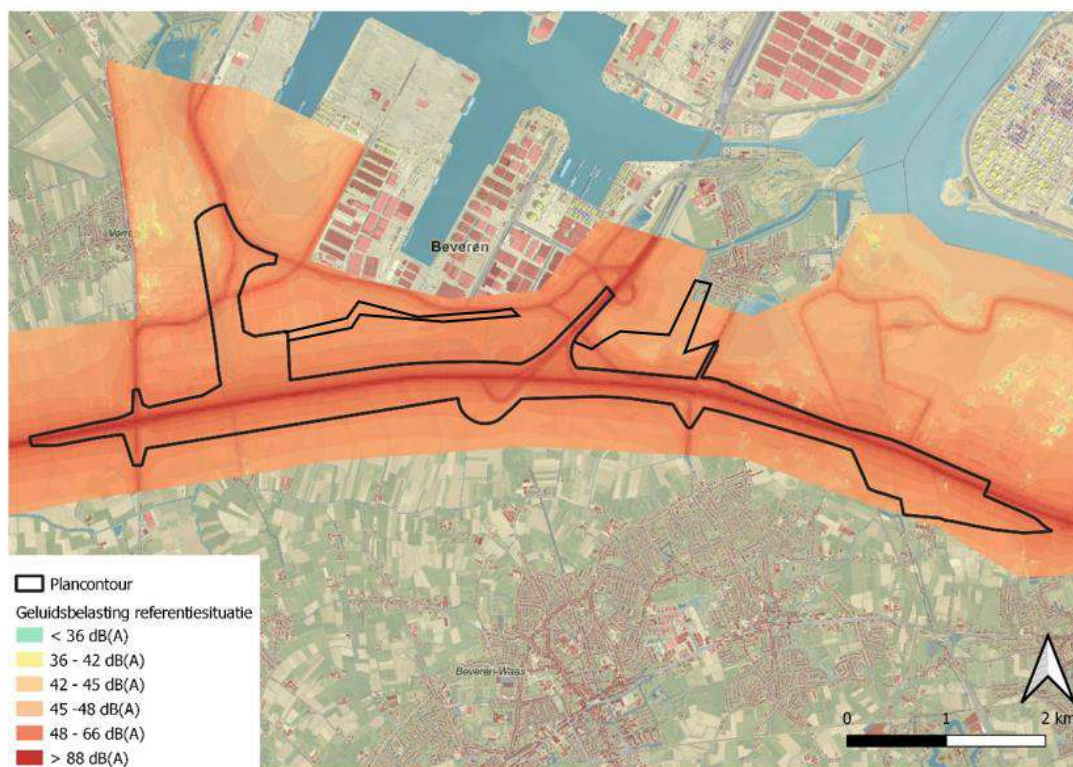 Beveren
Beveren-Waas
Plancontour
Geluidsbelasting referentiesituatie
< 36 dB(A)
36 - 42 dB(A)
42 - 45 dB(A)
45 -48 dB(A)
48 - 66 dB(A)
> 88 dB(A)
0 1 2 km